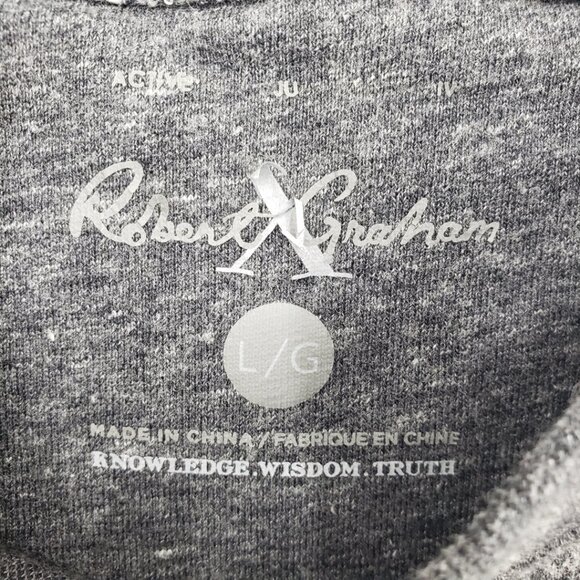 ACTIVE
Robert X Graham
L/G
MADE IN CHINA / FABRIQUE EN CHINE
KNOWLEDGE.WISDOM.TRUTH